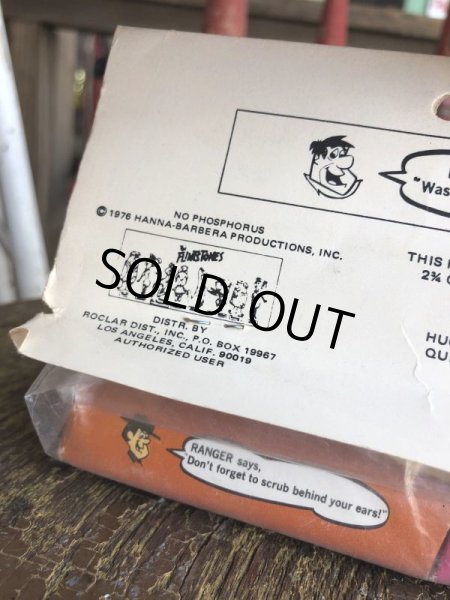 "Was
NO PHOSPHORUS
© 1976 HANNA-BARBERA PRODUCTIONS, INC.
The FLINTSTONES
THIS
2¾
SOLD OUT
DISTR. BY
ROCLAR DIST., INC., P.O. BOX 19967
LOS ANGELES, CALIF. 90019
AUTHORIZED USER
HU
QU
RANGER says,
"Don't forget to scrub behind your ears!"